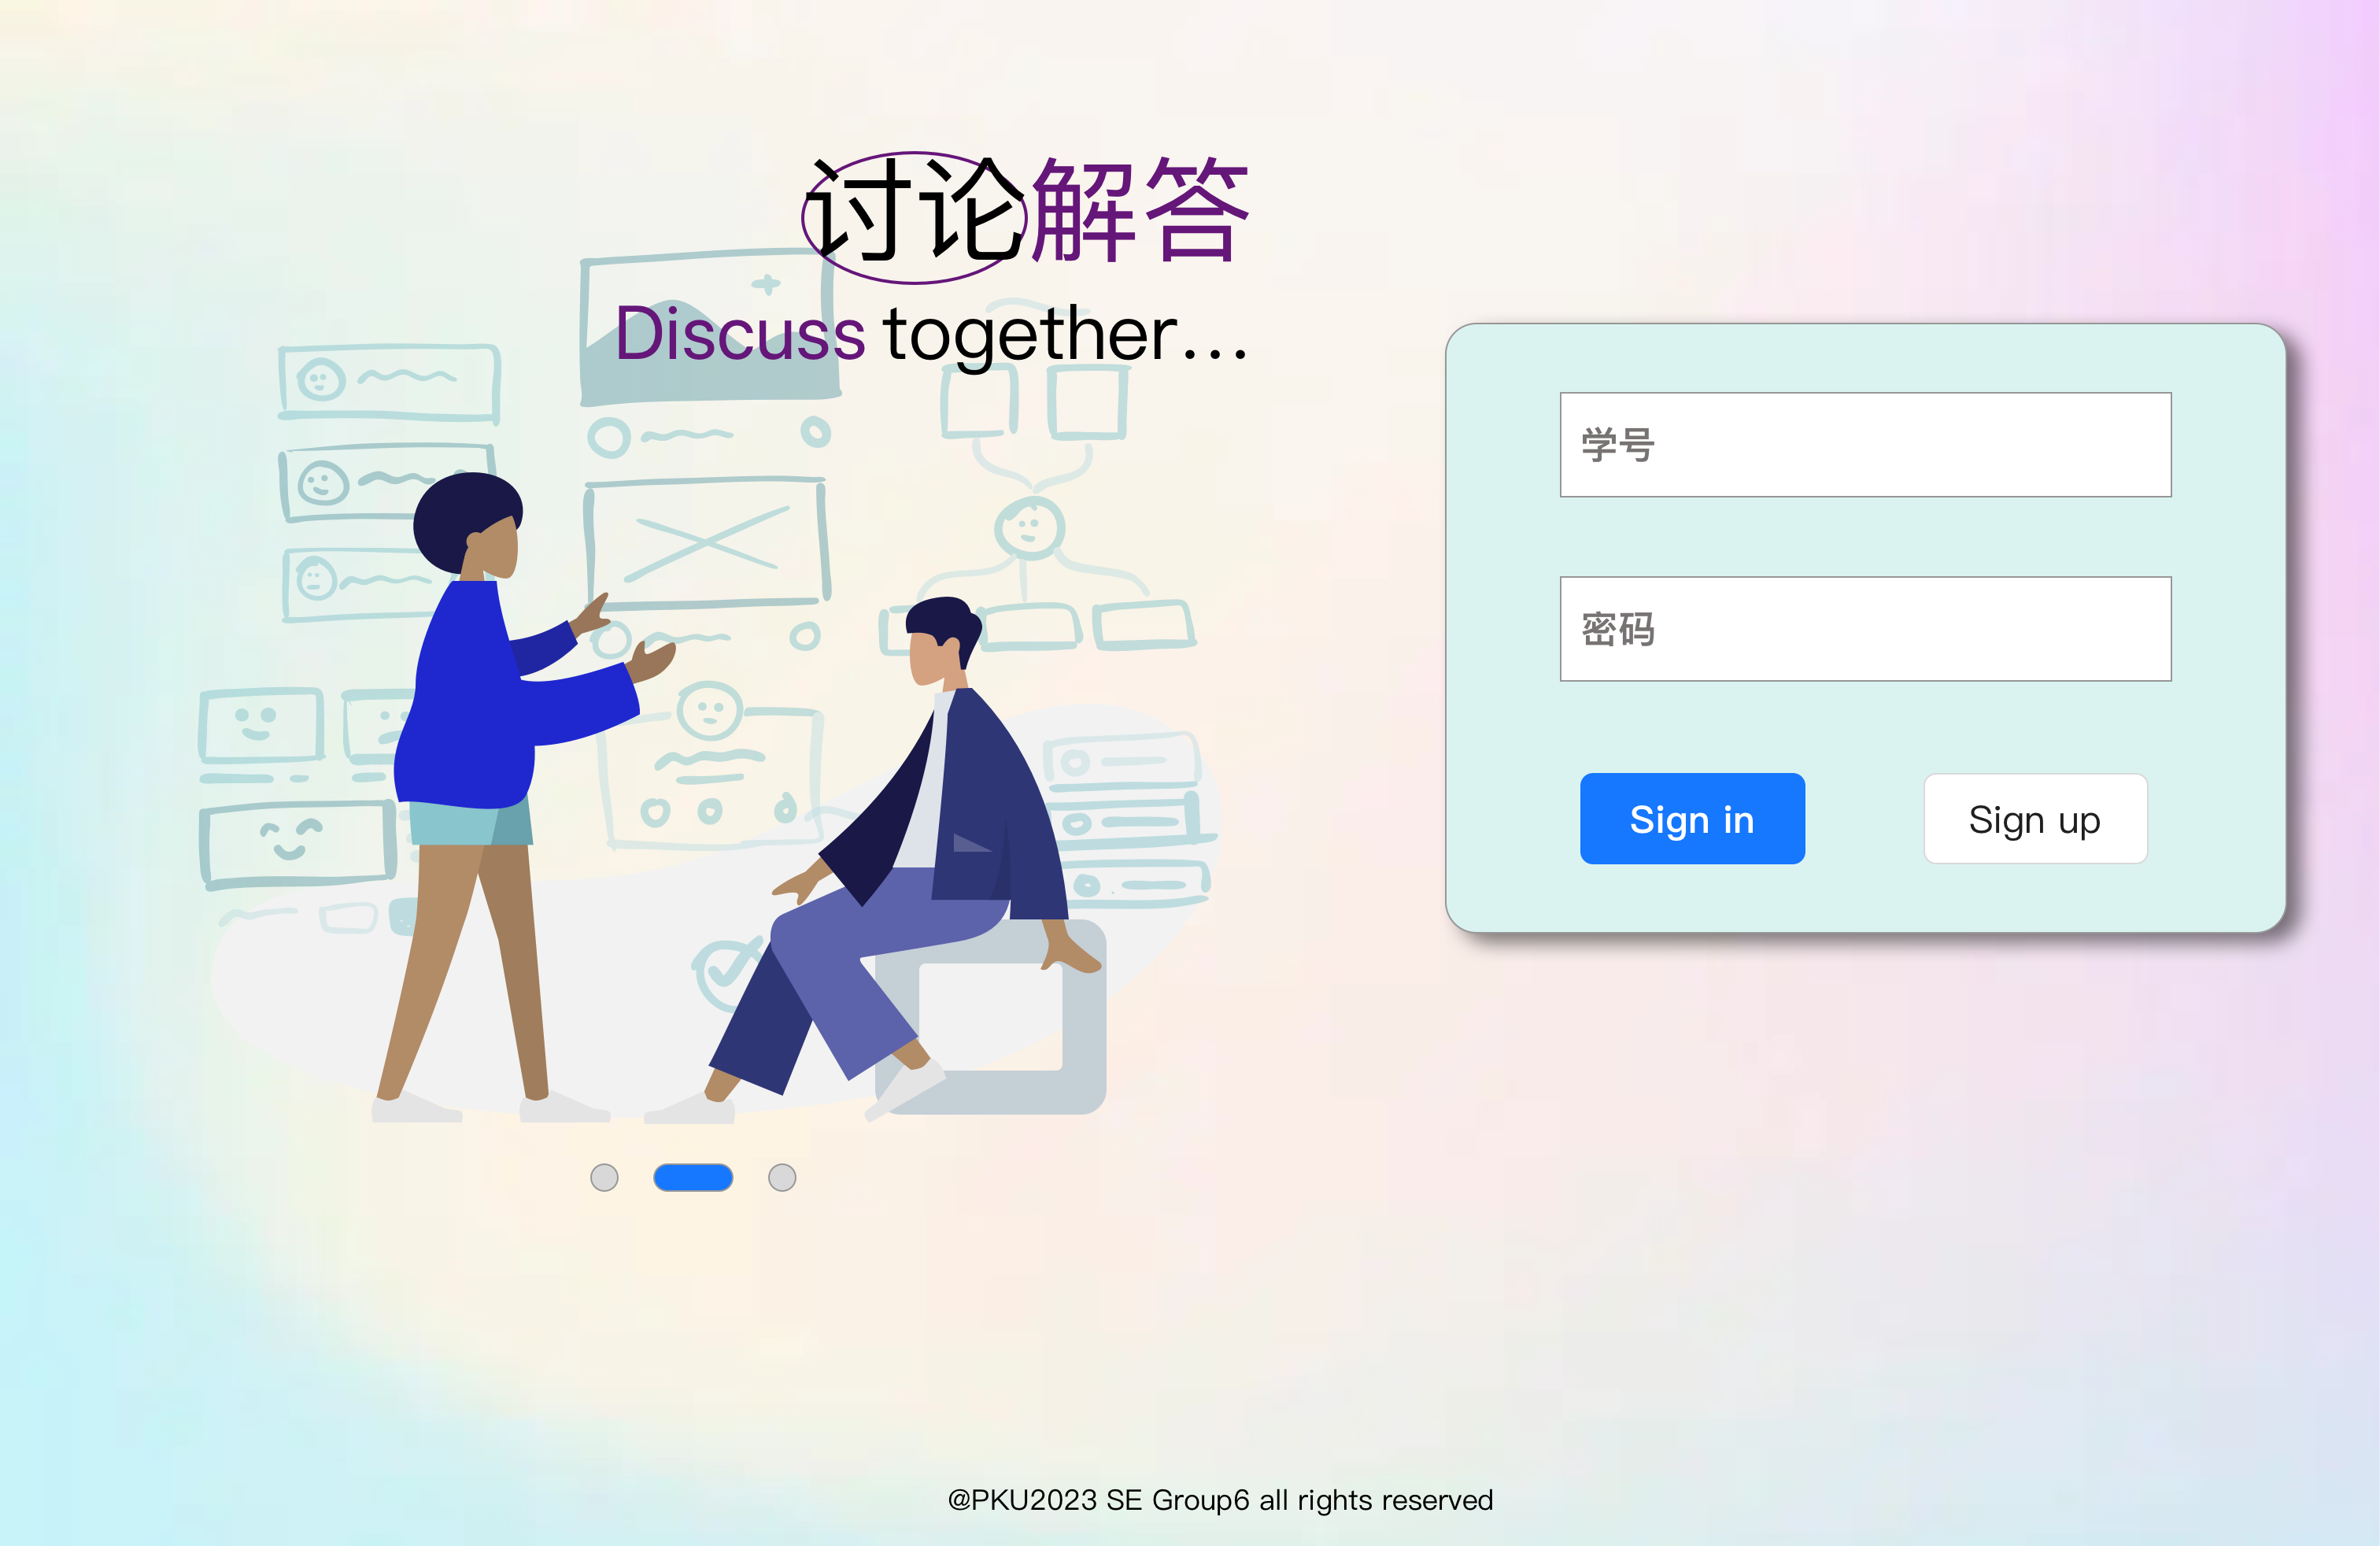 讨论解答
Discuss together...
学号
密码
Sign in
Sign up
@PKU2023 SE Group6 all rights reserved